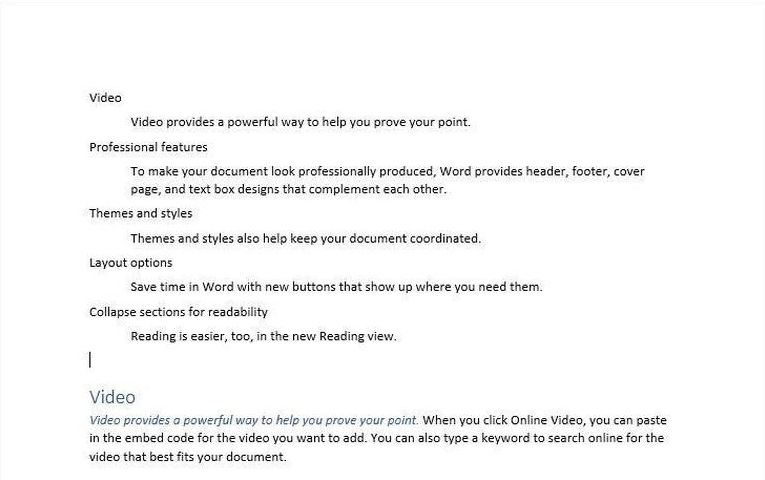 Video
Video provides a powerful way to help you prove your point.
Professional features
To make your document look professionally produced, Word provides header, footer, cover
page, and text box designs that complement each other.
Themes and styles
Themes and styles also help keep your document coordinated.
Layout options
Save time in Word with new buttons that show up where you need them.
Collapse sections for readability
Reading is easier, too, in the new Reading view.
Video
Video provides a powerful way to help you prove your point. When you click Online Video, you can paste
in the embed code for the video you want to add. You can also type a keyword to search online for the
video that best fits your document.